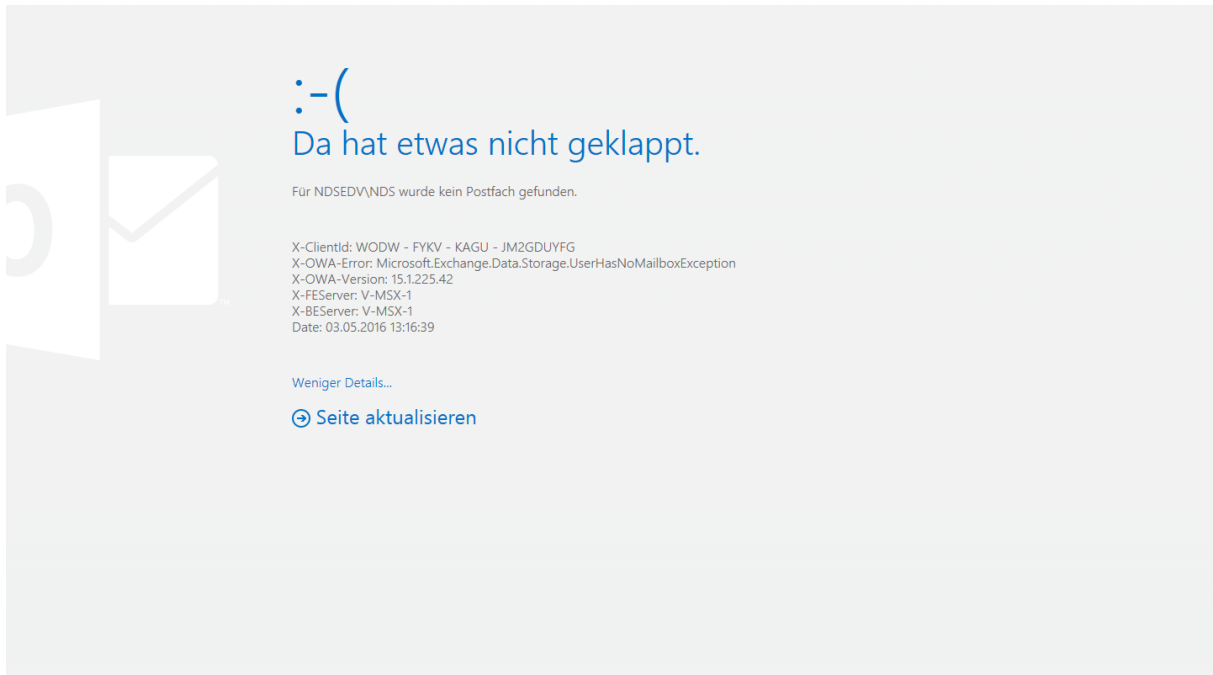 :-(
Da hat etwas nicht geklappt.
Für NDSEDV\NDS wurde kein Postfach gefunden.
X-ClientId: WODW - FYKV - KAGU - JM2GDUYFG
X-OWA-Error: Microsoft.Exchange.Data.Storage.UserHasNoMailboxException
X-OWA-Version: 15.1.225.42
X-FEServer: V-MSX-1
X-BEServer: V-MSX-1
Date: 03.05.2016 13:16:39
Weniger Details...
Seite aktualisieren